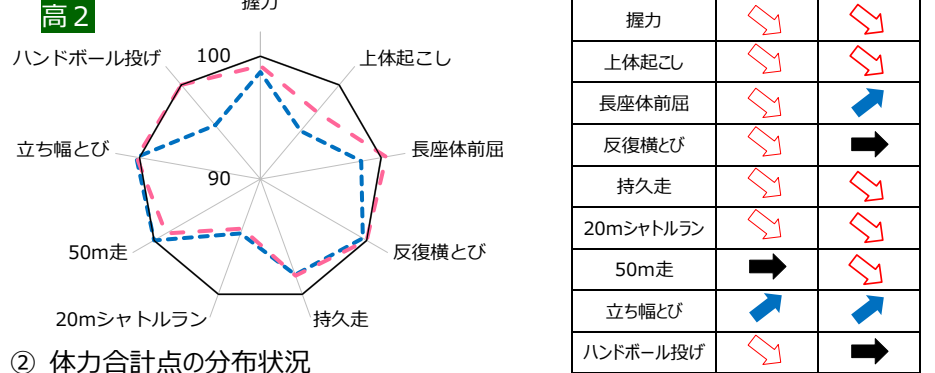 高2
握力
ハンドボール投げ
100
上体起こし
立ち幅とび
長座体前屈
90
50m走
反復横とび
20mシャトルラン
持久走
② 体力合計点の分布状況
握力
上体起こし
長座体前屈
反復横とび
持久走
20mシャトルラン
50m走
立ち幅とび
ハンドボール投げ